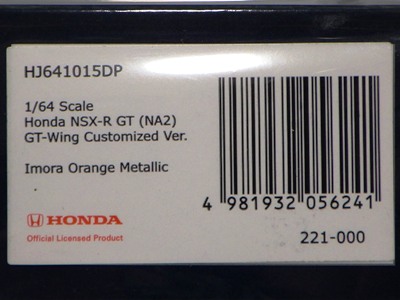 HJ641015DP
1/64 Scale
Honda NSX-R GT (NA2)
GT-Wing Customized Ver.
Imora Orange Metallic
4 981932 056241
HONDA
Official Licensed Product
221-000